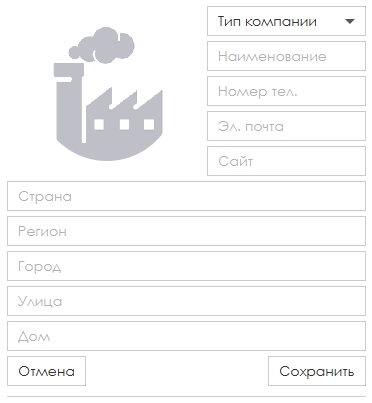 Тип компании
Наименование
Номер тел.
Эл. почта
Сайт
Страна
Регион
Город
Улица
Дом
Отмена
Сохранить